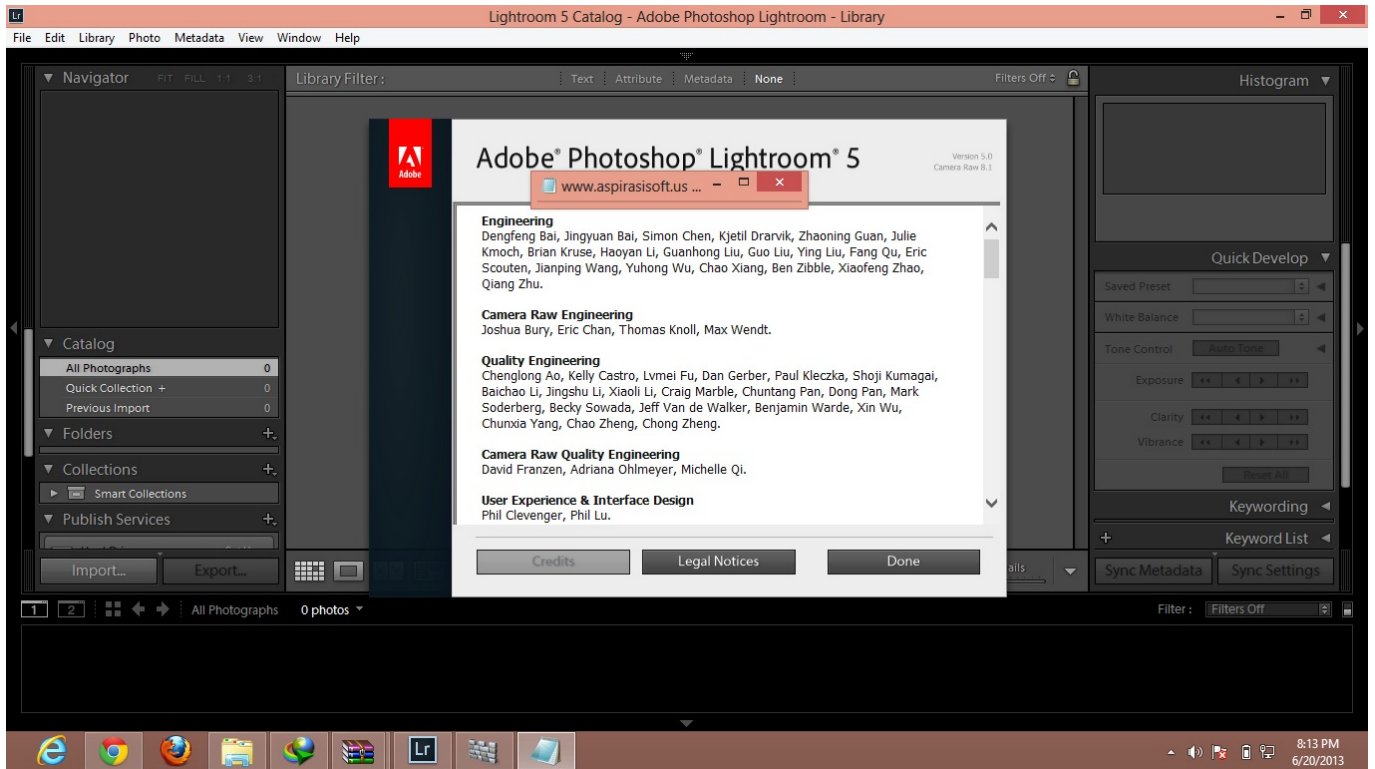 Lr
Lightroom 5 Catalog - Adobe Photoshop Lightroom - Library
File Edit Library Photo Metadata View Window Help
Navigator FIT FILL 1:1 3:1
Library Filter : Text Attribute Metadata None Filters Off
Histogram
Adobe
Adobe® Photoshop® Lightroom® 5
Version 5.0
Camera Raw 8.1
www.aspirasisoft.us ...
Engineering
Dengfeng Bai, Jingyuan Bai, Simon Chen, Kjetil Drarvik, Zhaoning Guan, Julie
Kmoch, Brian Kruse, Haoyan Li, Guanhong Liu, Guo Liu, Ying Liu, Fang Qu, Eric
Scouten, Jianping Wang, Yuhong Wu, Chao Xiang, Ben Zibble, Xiaofeng Zhao,
Qiang Zhu.
Camera Raw Engineering
Joshua Bury, Eric Chan, Thomas Knoll, Max Wendt.
Quality Engineering
Chenglong Ao, Kelly Castro, Lvmei Fu, Dan Gerber, Paul Kleczka, Shoji Kumagai,
Baichao Li, Jingshu Li, Xiaoli Li, Craig Marble, Chuntang Pan, Dong Pan, Mark
Soderberg, Becky Sowada, Jeff Van de Walker, Benjamin Warde, Xin Wu,
Chunxia Yang, Chao Zheng, Chong Zheng.
Camera Raw Quality Engineering
David Franzen, Adriana Ohlmeyer, Michelle Qi.
User Experience & Interface Design
Phil Clevenger, Phil Lu.
Credits Legal Notices Done
Catalog
All Photographs 0
Quick Collection + 0
Previous Import 0
Folders
Collections
Smart Collections
Publish Services
Import... Export...
Quick Develop
Saved Preset
White Balance
Tone Control Auto Tone
Exposure
Clarity
Vibrance
Reset All
Keywording
Keyword List
Sync Metadata Sync Settings
1 2 All Photographs 0 photos
Filter : Filters Off
Lr
8:13 PM
6/20/2013